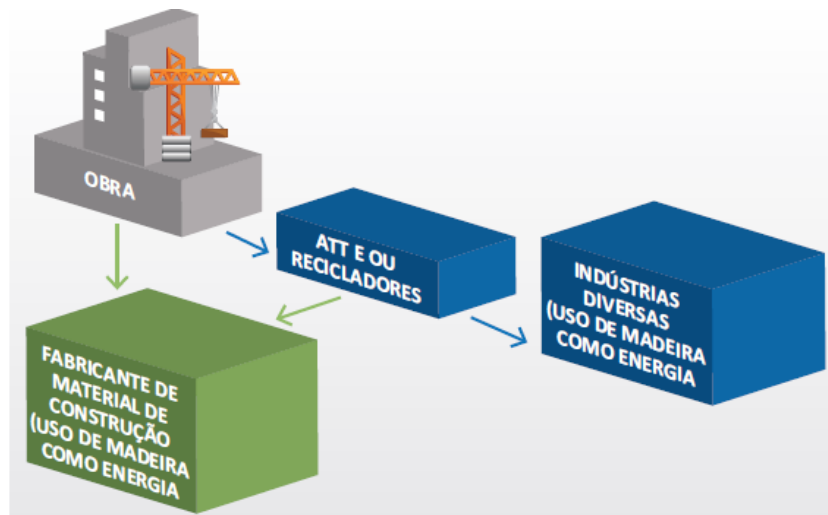 OBRA
ATT E OU
RECICLADORES
INDÚSTRIAS
DIVERSAS
(USO DE MADEIRA
COMO ENERGIA
FABRICANTE DE
MATERIAL DE
CONSTRUÇÃO
(USO DE MADEIRA
COMO ENERGIA